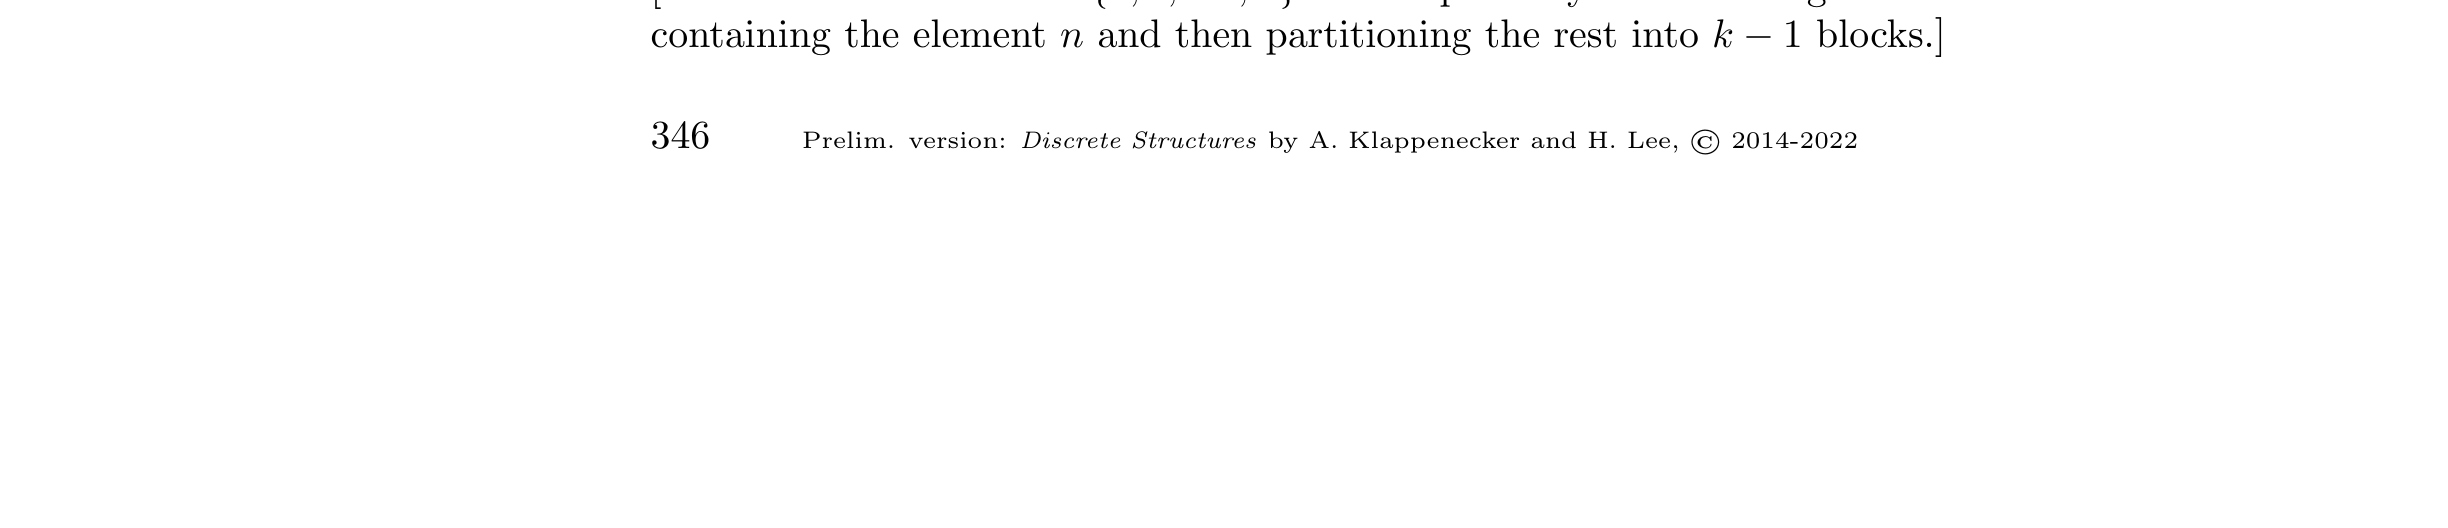 containing the element n and then partitioning the rest into k − 1 blocks.]
346 Prelim. version: Discrete Structures by A. Klappenecker and H. Lee, © 2014-2022